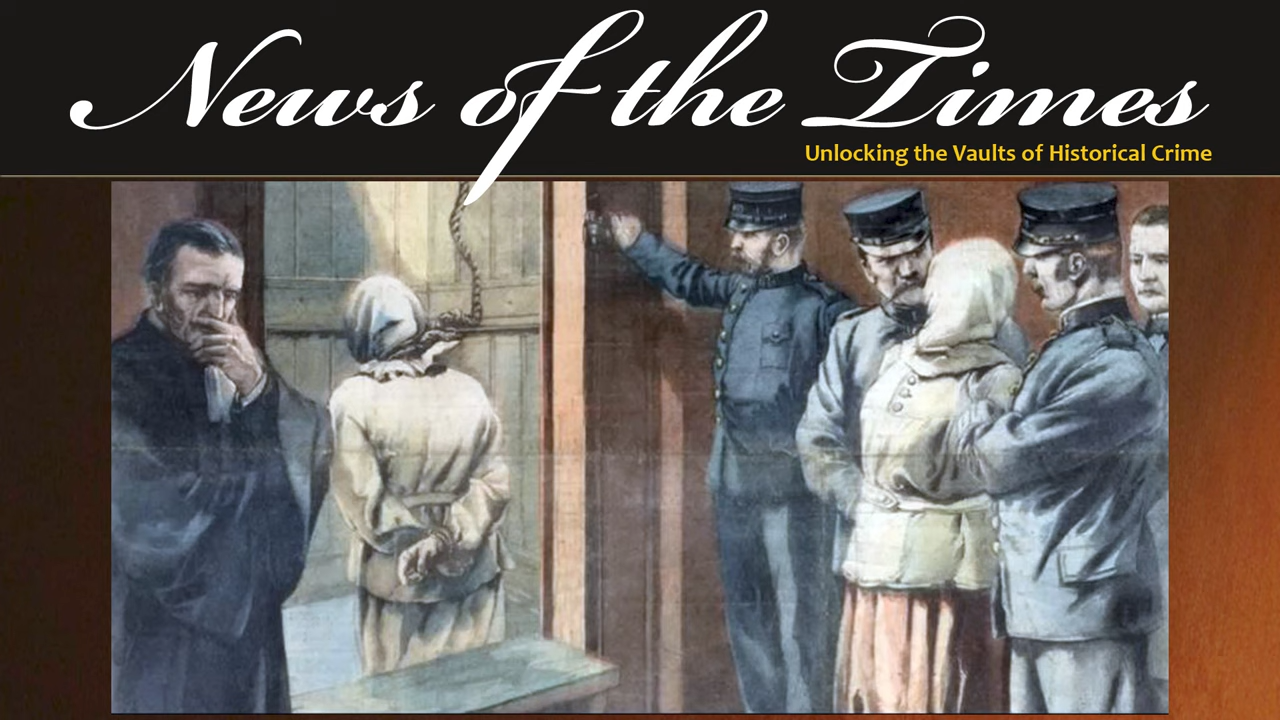 News of the Times
Unlocking the Vaults of Historical Crime